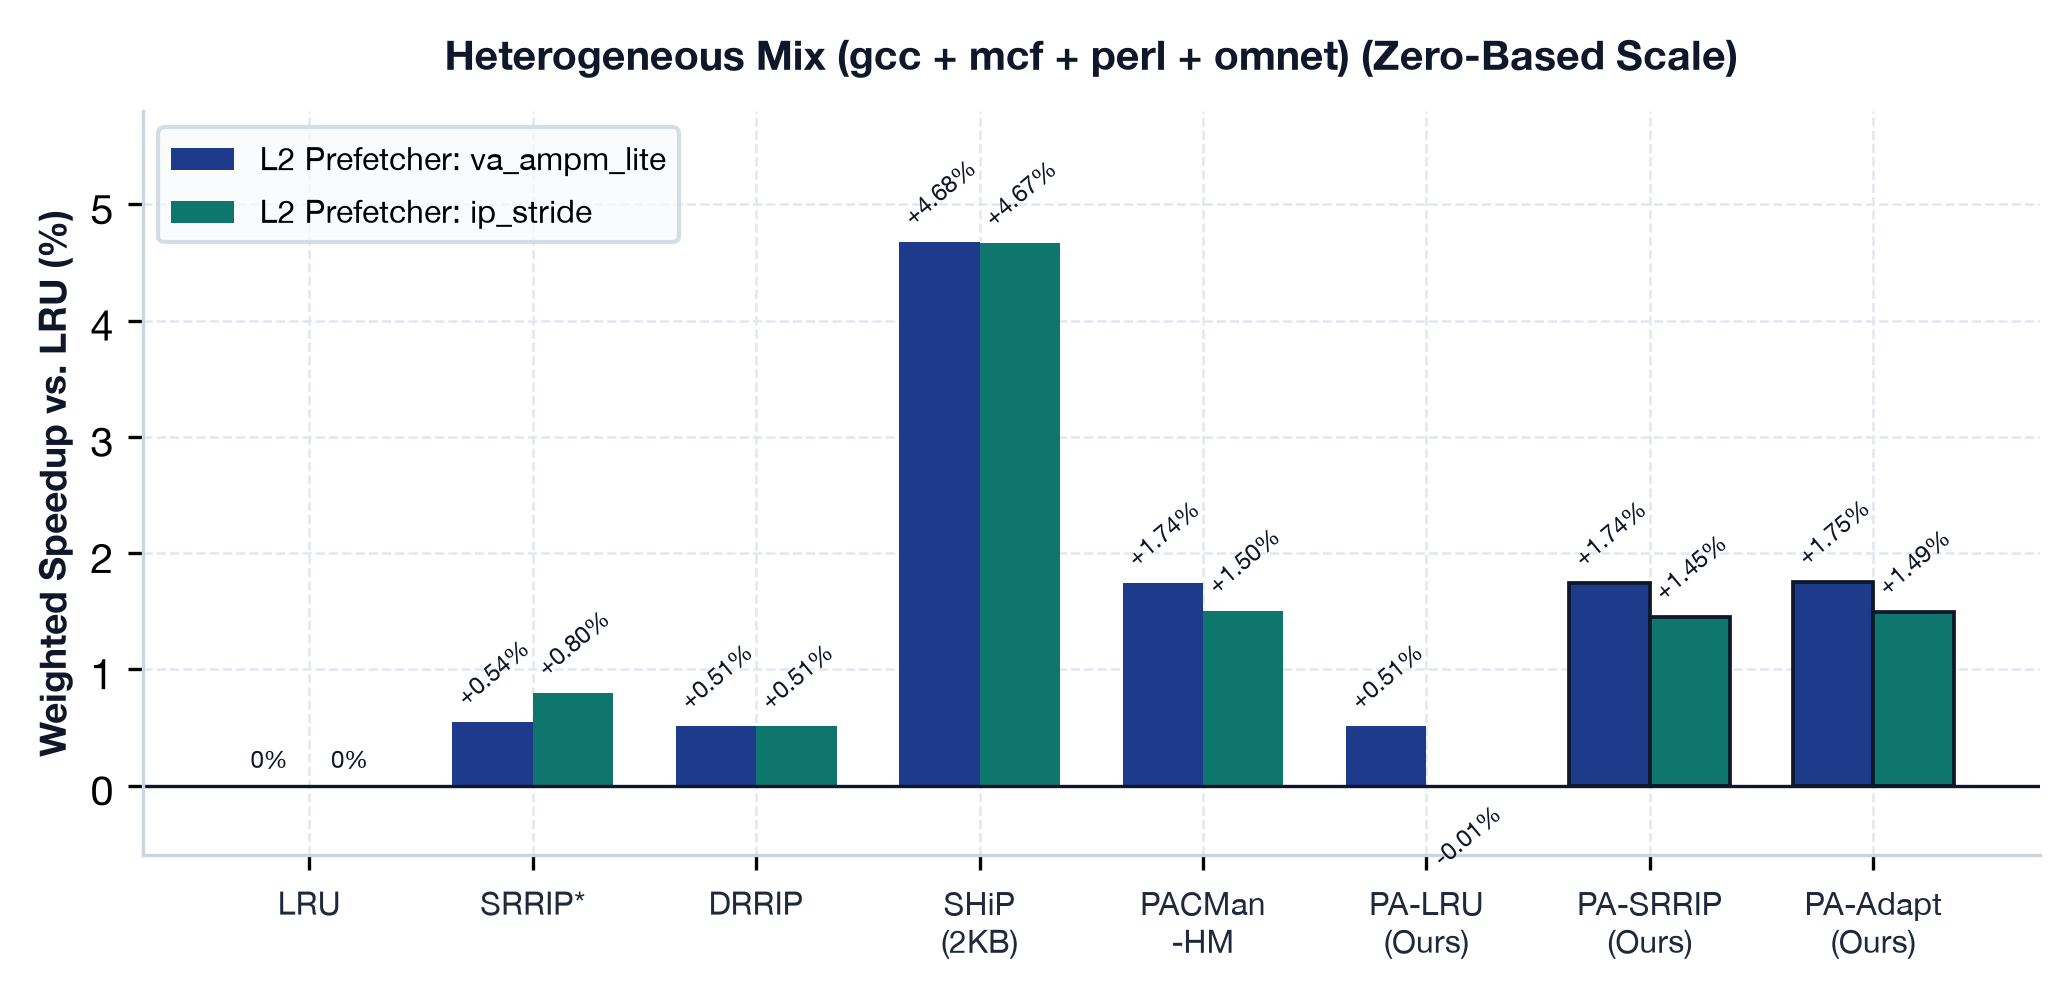 Heterogeneous Mix (gcc + mcf + perl + omnet) (Zero-Based Scale)
L2 Prefetcher: va_ampm_lite
L2 Prefetcher: ip_stride
Weighted Speedup vs. LRU (%)
5
4
3
2
1
0
0%
0%
+0.54%
+0.80%
+0.51%
+0.51%
+4.68%
+4.67%
+1.74%
+1.50%
+0.51%
-0.01%
+1.74%
+1.45%
+1.75%
+1.49%
LRU
SRRIP*
DRRIP
SHiP
(2KB)
PACMan
-HM
PA-LRU
(Ours)
PA-SRRIP
(Ours)
PA-Adapt
(Ours)